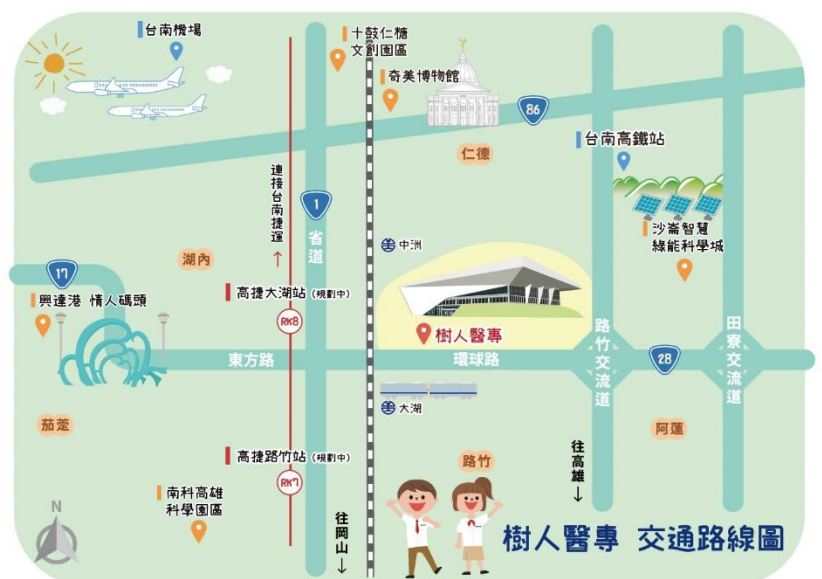 台南機場
十鼓仁糖
文創園區
奇美博物館
86
仁德
台南高鐵站
連接台南捷運
↑
1
省道
中洲
沙崙智慧
綠能科學城
17
湖內
興達港 情人碼頭
高捷大湖站 (規劃中)
RK8
樹人醫專
東方路
環球路
路竹交流道
28
田寮交流道
大湖
茄萣
阿蓮
高捷路竹站 (規劃中)
RK7
路竹
往高雄
↓
南科高雄
科學園區
往岡山
↓
N
樹人醫專 交通路線圖